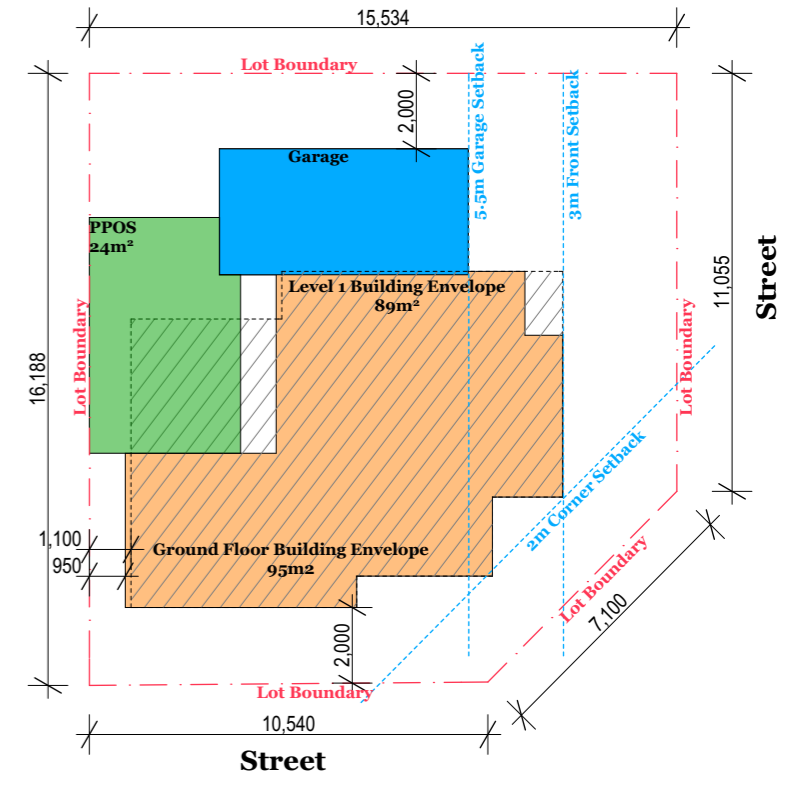 15,534
Lot Boundary
2,000
5.5m Garage Setback
3m Front Setback
Garage
PPOS
24m²
Level 1 Building Envelope
89m²
Street
11,055
Lot Boundary
16,188
Lot Boundary
2m Corner Setback
1,100
950
Ground Floor Building Envelope
95m2
Lot Boundary
7,100
2,000
Lot Boundary
10,540
Street